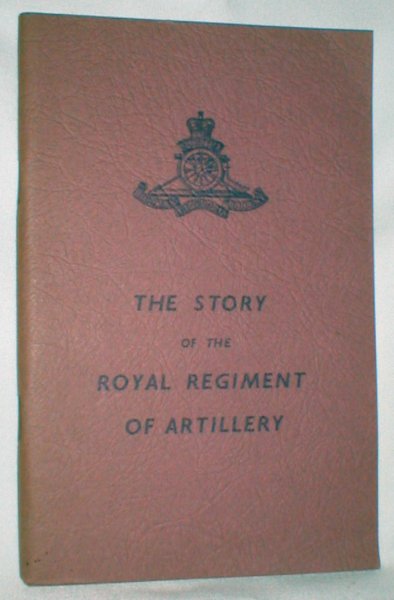 THE STORY
OF THE
ROYAL REGIMENT
OF ARTILLERY